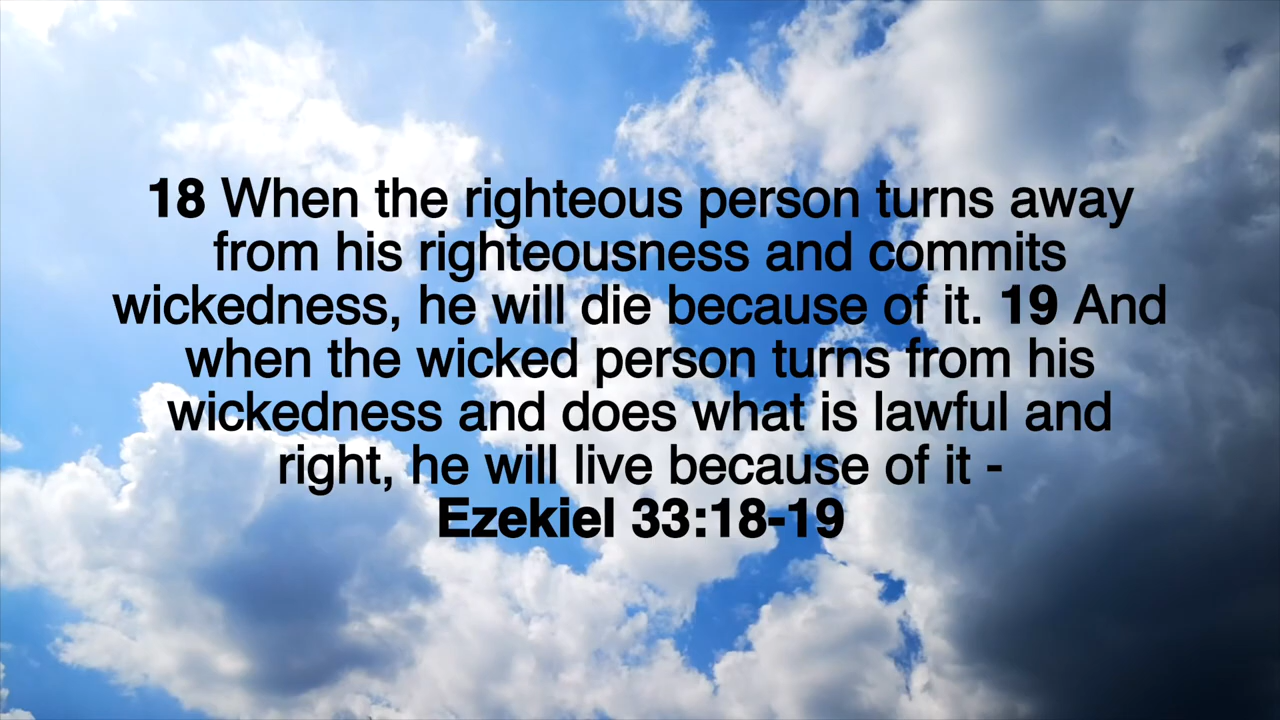 18 When the righteous person turns away
from his righteousness and commits
wickedness, he will die because of it. 19 And
when the wicked person turns from his
wickedness and does what is lawful and
right, he will live because of it -
Ezekiel 33:18-19